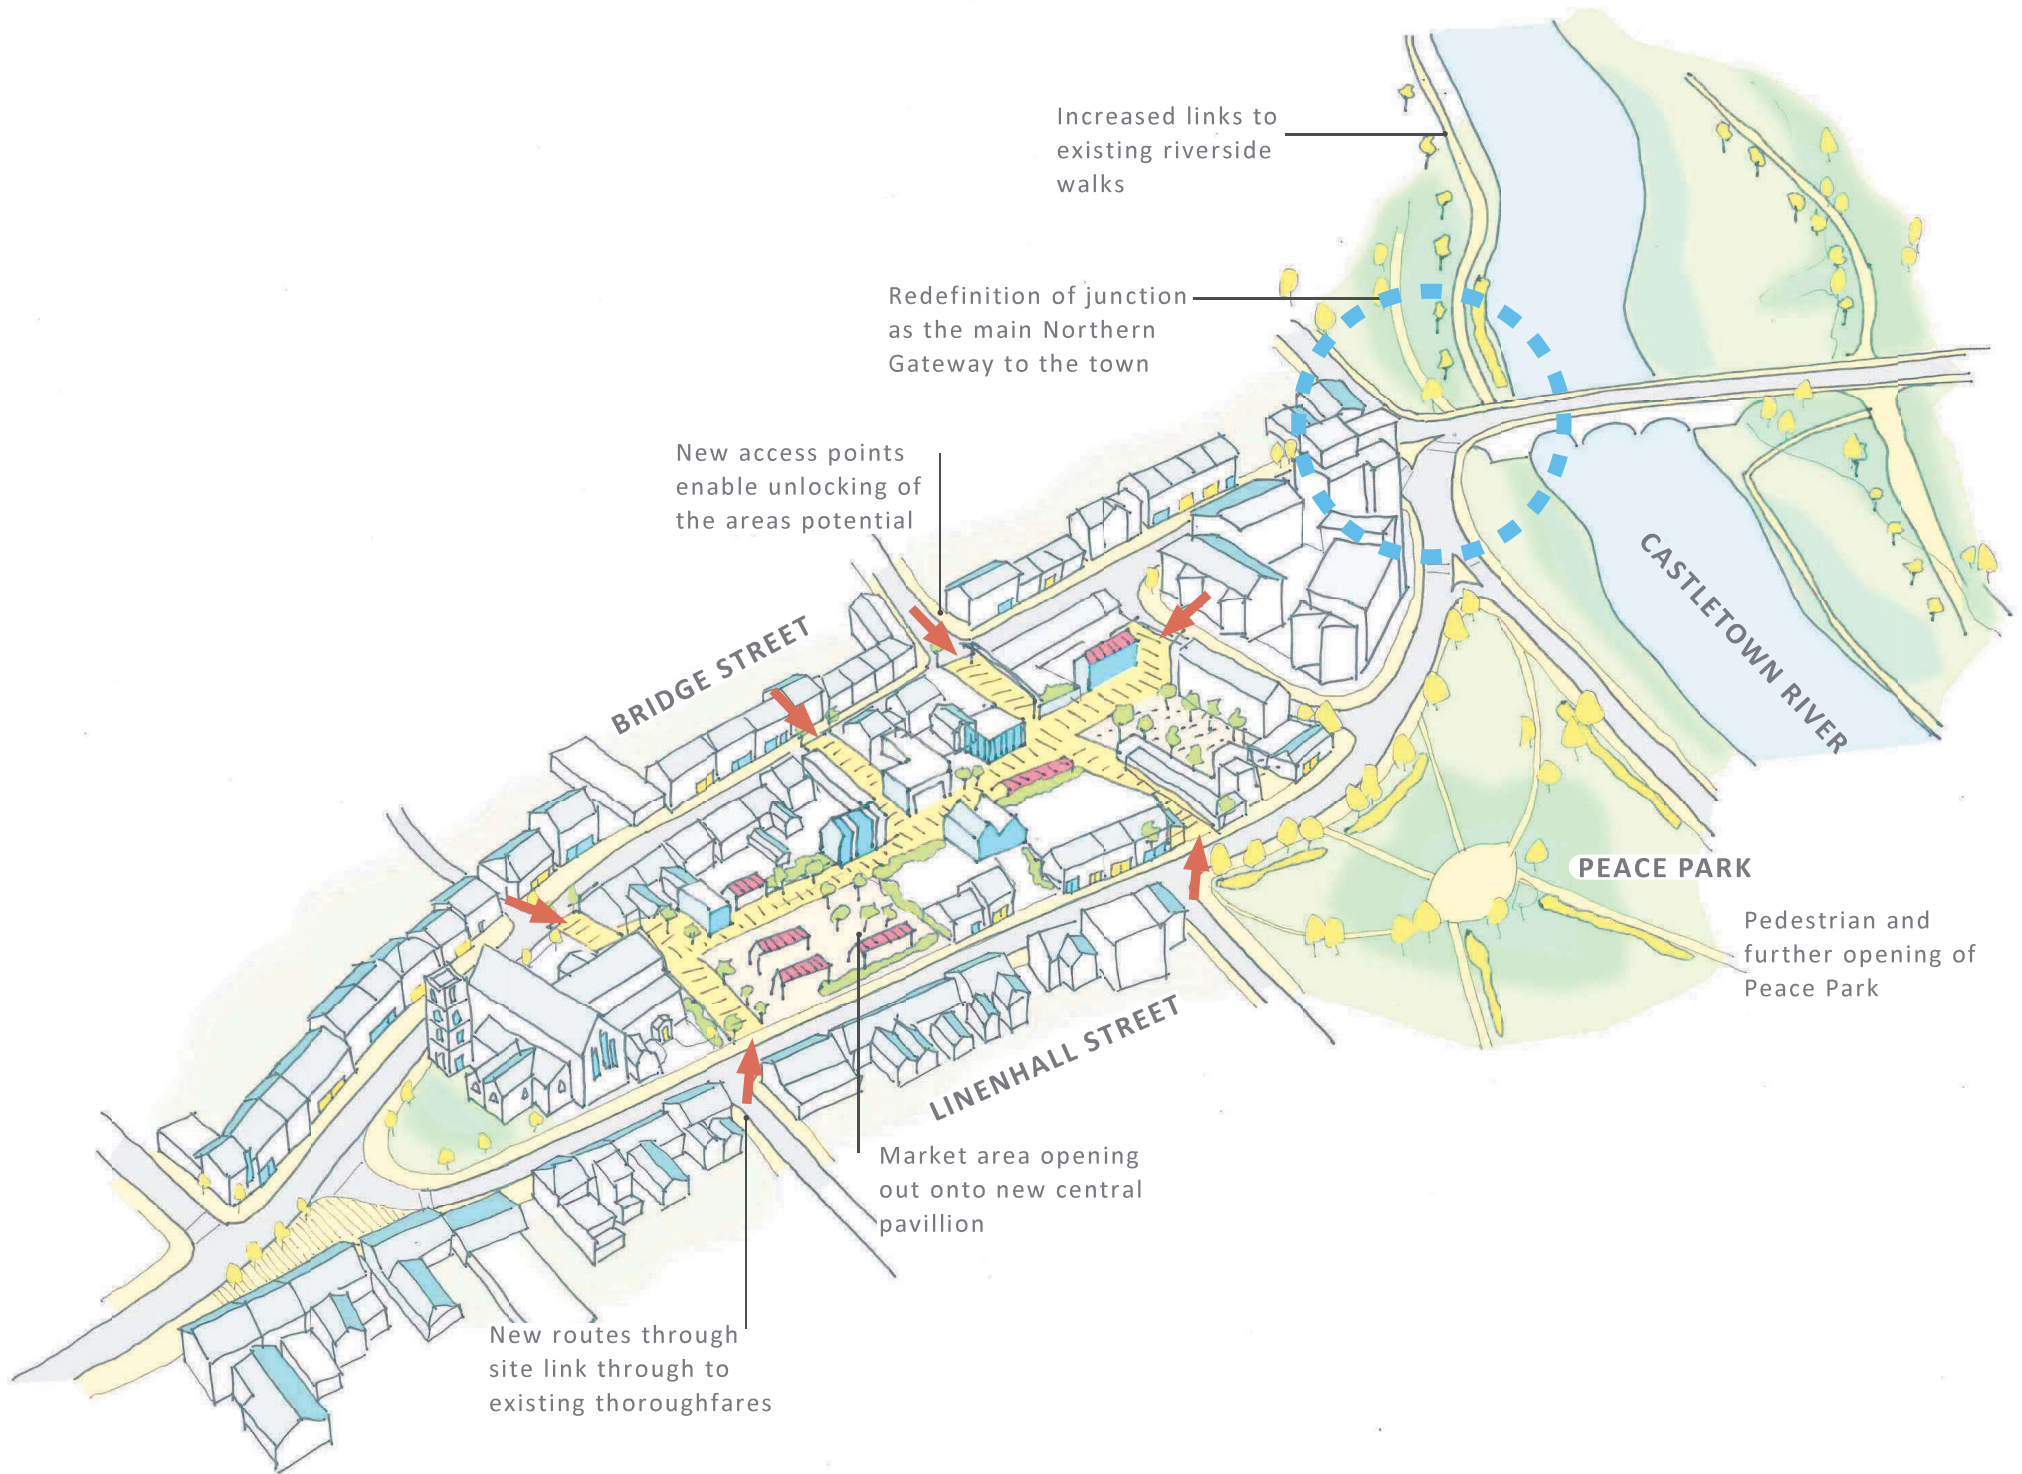 Increased links to
existing riverside
walks
Redefinition of junction
as the main Northern
Gateway to the town
New access points
enable unlocking of
the areas potential
BRIDGE STREET
CASTLETOWN RIVER
PEACE PARK
Pedestrian and
further opening of
Peace Park
LINENHALL STREET
Market area opening
out onto new central
pavillion
New routes through
site link through to
existing thoroughfares